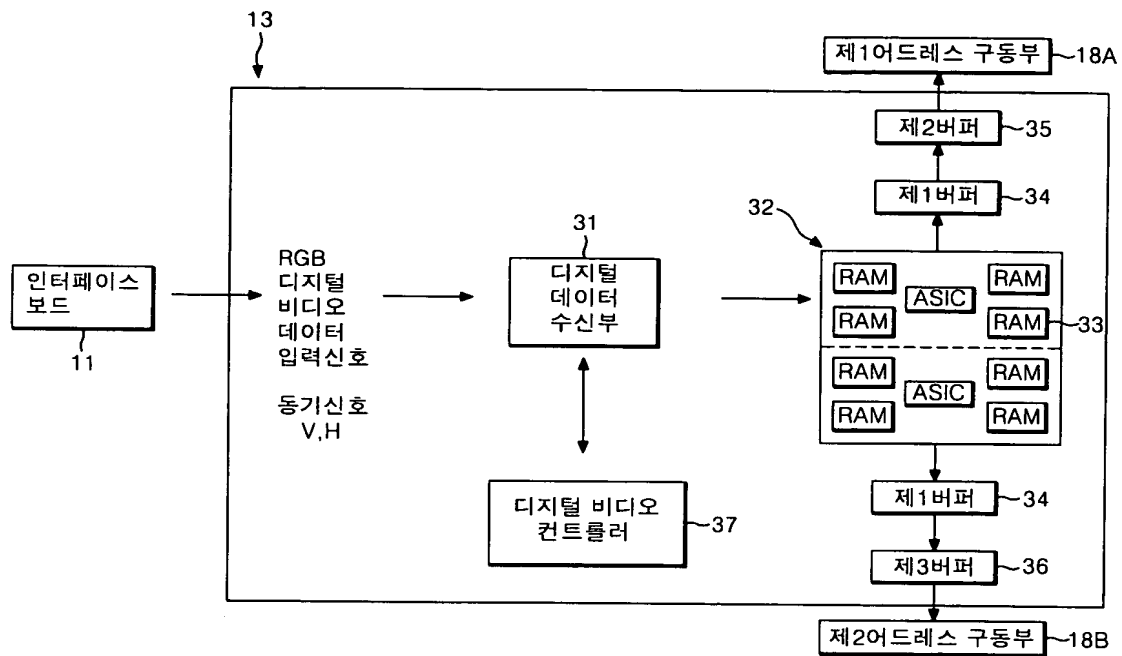 13
제1어드레스 구동부
18A
제2버퍼
35
제1버퍼
34
32
31
RGB
디지털
비디오
데이터
입력신호
동기신호
V,H
인터페이스
보드
11
디지털
데이터
수신부
RAM
RAM
ASIC
RAM
RAM
33
RAM
RAM
ASIC
RAM
RAM
디지털 비디오
컨트롤러
37
제1버퍼
34
제3버퍼
36
제2어드레스 구동부
18B